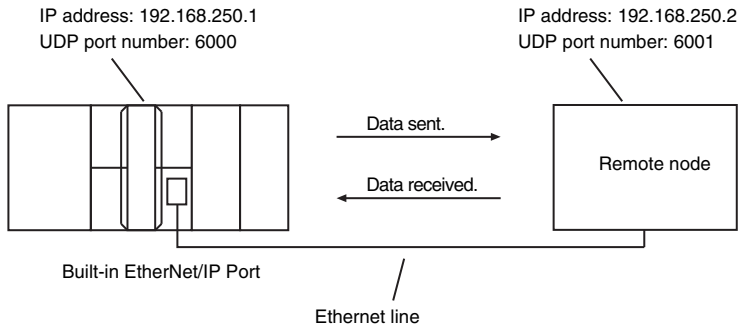 IP address: 192.168.250.1
UDP port number: 6000
IP address: 192.168.250.2
UDP port number: 6001
Data sent.
Data received.
Remote node
Built-in EtherNet/IP Port
Ethernet line